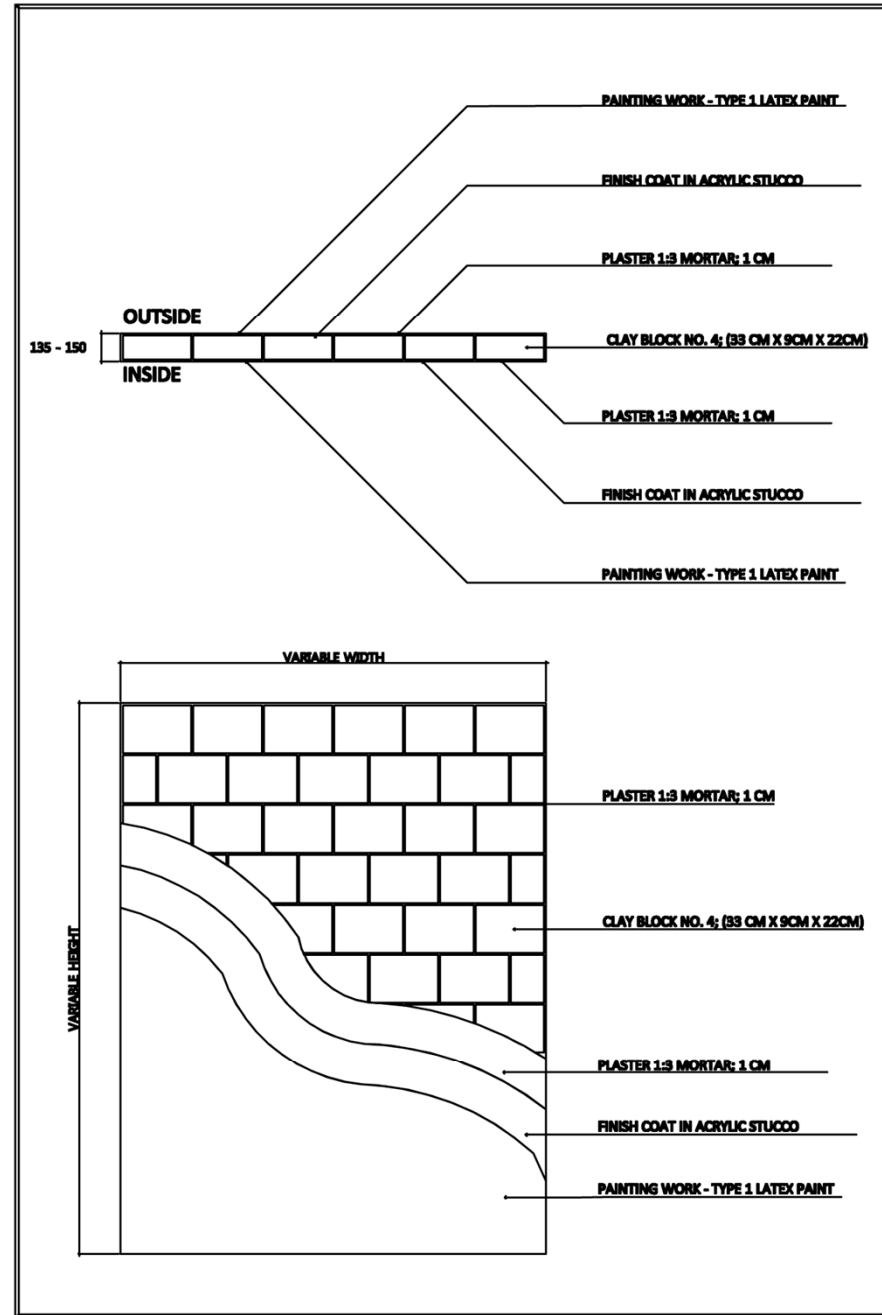 PAINTING WORK - TYPE 1 LATEX PAINT
FINISH COAT IN ACRYLIC STUCCO
PLASTER 1:3 MORTAR; 1 CM
OUTSIDE
135 - 150
CLAY BLOCK NO. 4; (33 CM X 9CM X 22CM)
INSIDE
PLASTER 1:3 MORTAR; 1 CM
FINISH COAT IN ACRYLIC STUCCO
PAINTING WORK - TYPE 1 LATEX PAINT
VARIABLE WIDTH
PLASTER 1:3 MORTAR; 1 CM
CLAY BLOCK NO. 4; (33 CM X 9CM X 22CM)
VARIABLE HEIGHT
PLASTER 1:3 MORTAR; 1 CM
FINISH COAT IN ACRYLIC STUCCO
PAINTING WORK - TYPE 1 LATEX PAINT